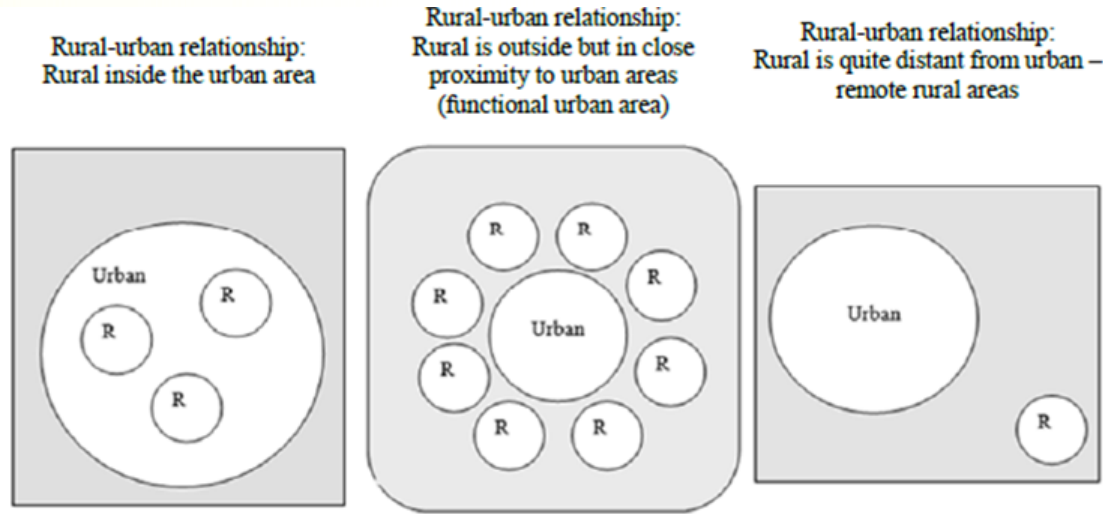 Rural-urban relationship:
Rural inside the urban area
Urban
R
R
R
Rural-urban relationship:
Rural is outside but in close
proximity to urban areas
(functional urban area)
R
R
R
R
Urban
R
R
R
R
Rural-urban relationship:
Rural is quite distant from urban –
remote rural areas
Urban
R